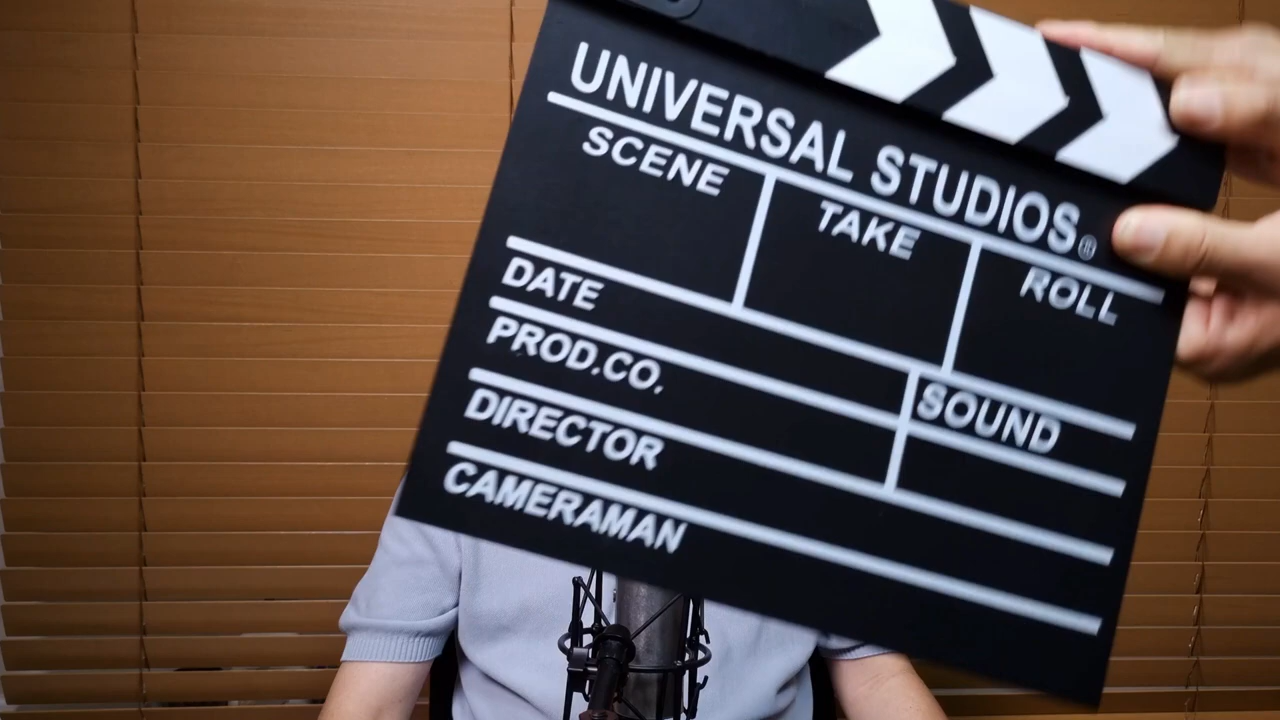 UNIVERSAL STUDIOS®
SCENE TAKE ROLL
DATE
PROD.CO. SOUND
DIRECTOR
CAMERAMAN